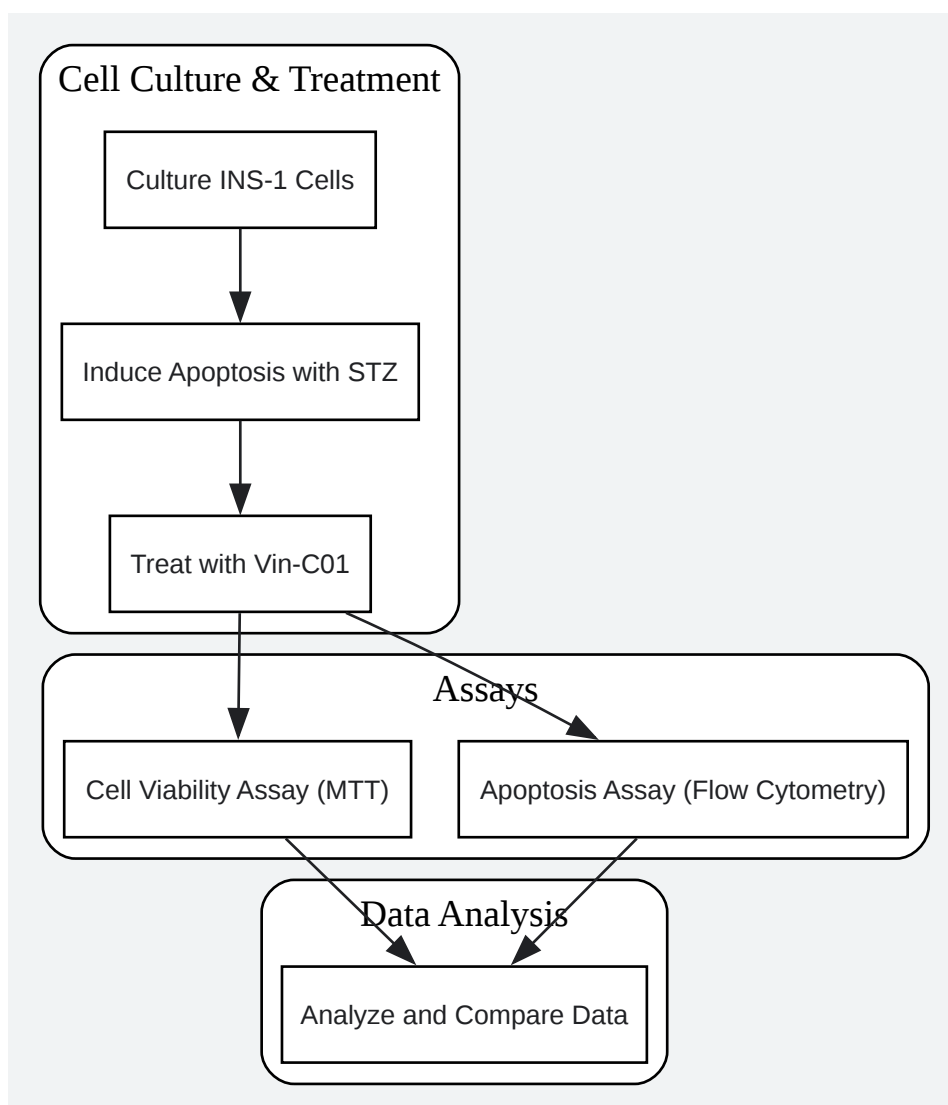 Cell Culture & Treatment
Culture INS-1 Cells
Induce Apoptosis with STZ
Treat with Vin-C01
Assays
Cell Viability Assay (MTT)
Apoptosis Assay (Flow Cytometry)
Data Analysis
Analyze and Compare Data